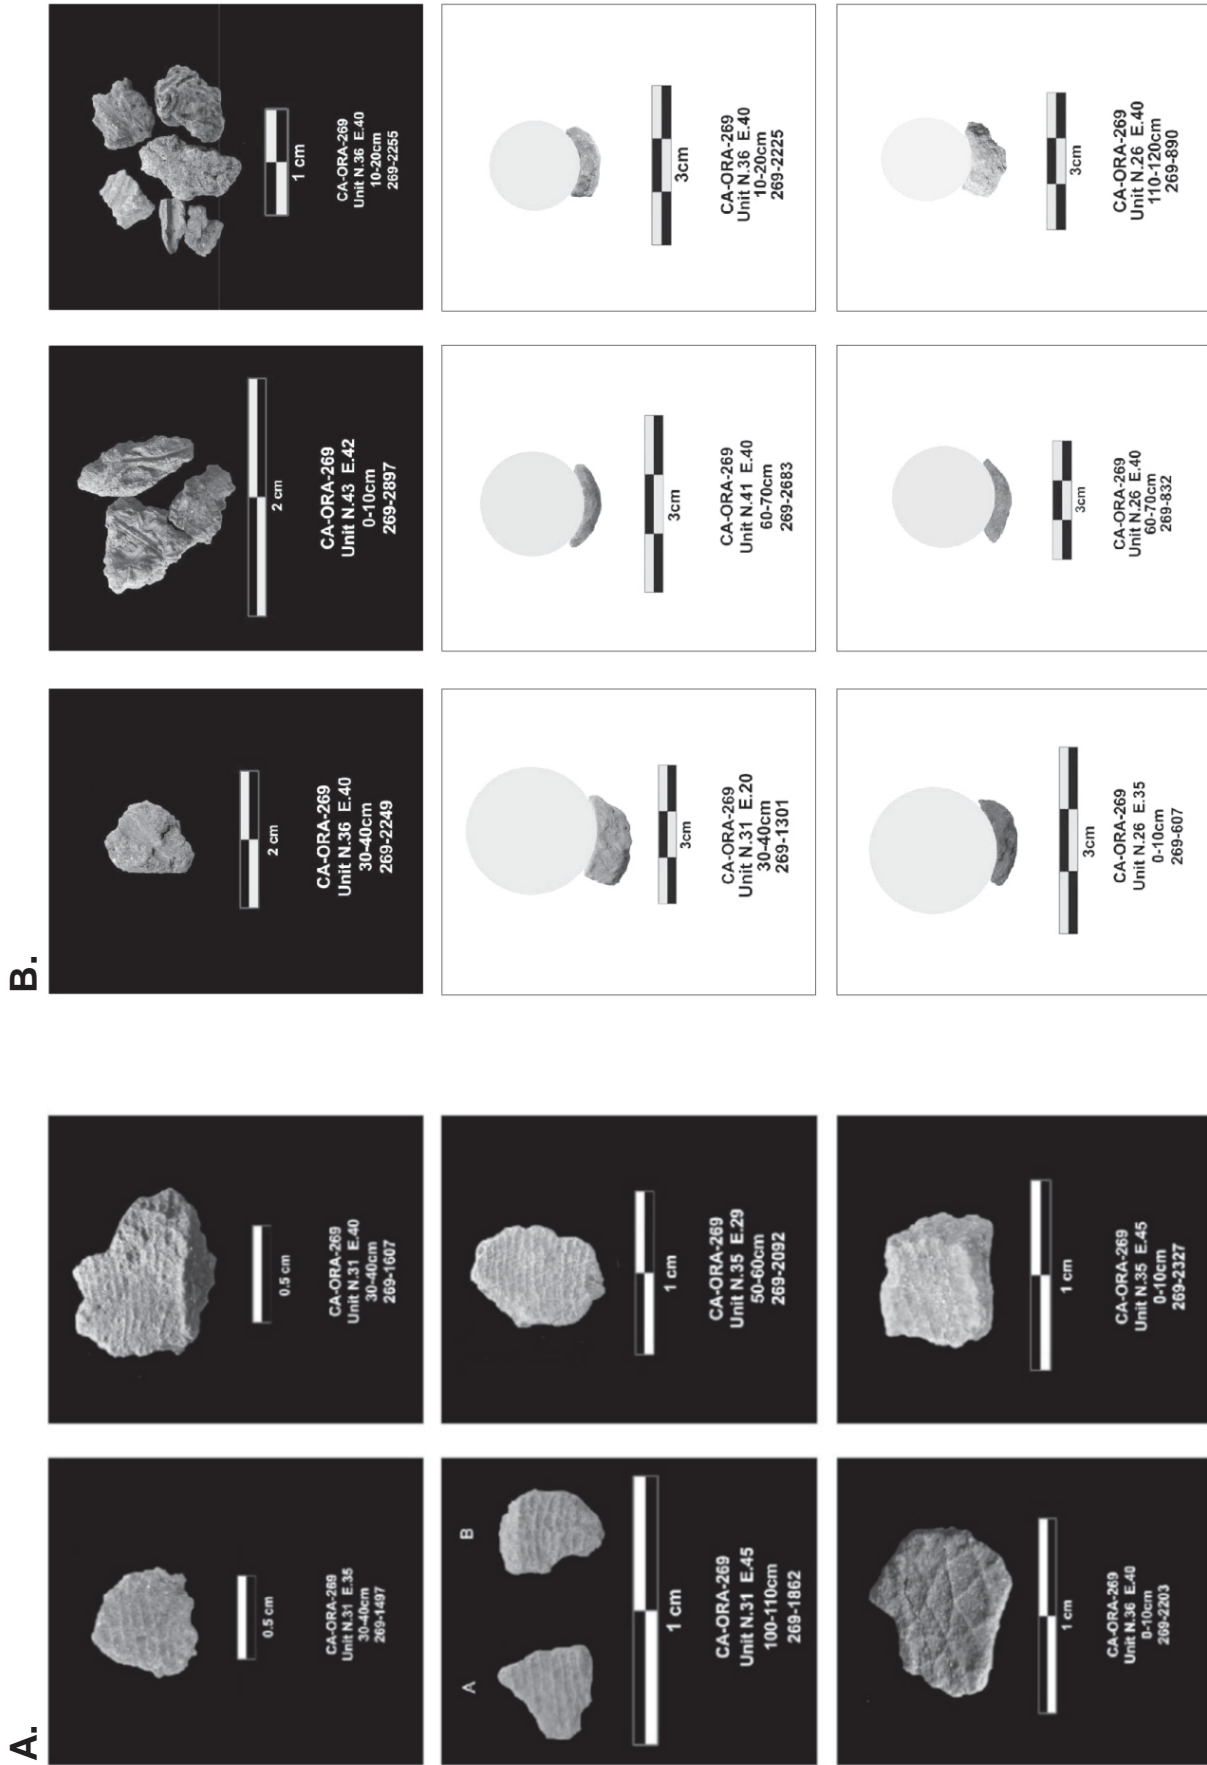 A.
0.5 cm
CA-ORA-269
Unit N.31 E.35
30-40cm
269-1497
0.5 cm
CA-ORA-269
Unit N.31 E.40
30-40cm
269-1607
A
B
1 cm
CA-ORA-269
Unit N.31 E.45
100-110cm
269-1862
1 cm
CA-ORA-269
Unit N.35 E.29
50-60cm
269-2092
1 cm
CA-ORA-269
Unit N.36 E.40
0-10cm
269-2203
1 cm
CA-ORA-269
Unit N.35 E.45
0-10cm
269-2327
B.
2 cm
CA-ORA-269
Unit N.36 E.40
30-40cm
269-2249
2 cm
CA-ORA-269
Unit N.43 E.42
0-10cm
269-2897
1 cm
CA-ORA-269
Unit N.36 E.40
10-20cm
269-2255
3cm
CA-ORA-269
Unit N.31 E.20
30-40cm
269-1301
3cm
CA-ORA-269
Unit N.41 E.40
60-70cm
269-2683
3cm
CA-ORA-269
Unit N.36 E.40
10-20cm
269-2225
3cm
CA-ORA-269
Unit N.26 E.35
0-10cm
269-607
3cm
CA-ORA-269
Unit N.26 E.40
60-70cm
269-832
3cm
CA-ORA-269
Unit N.26 E.40
110-120cm
269-890